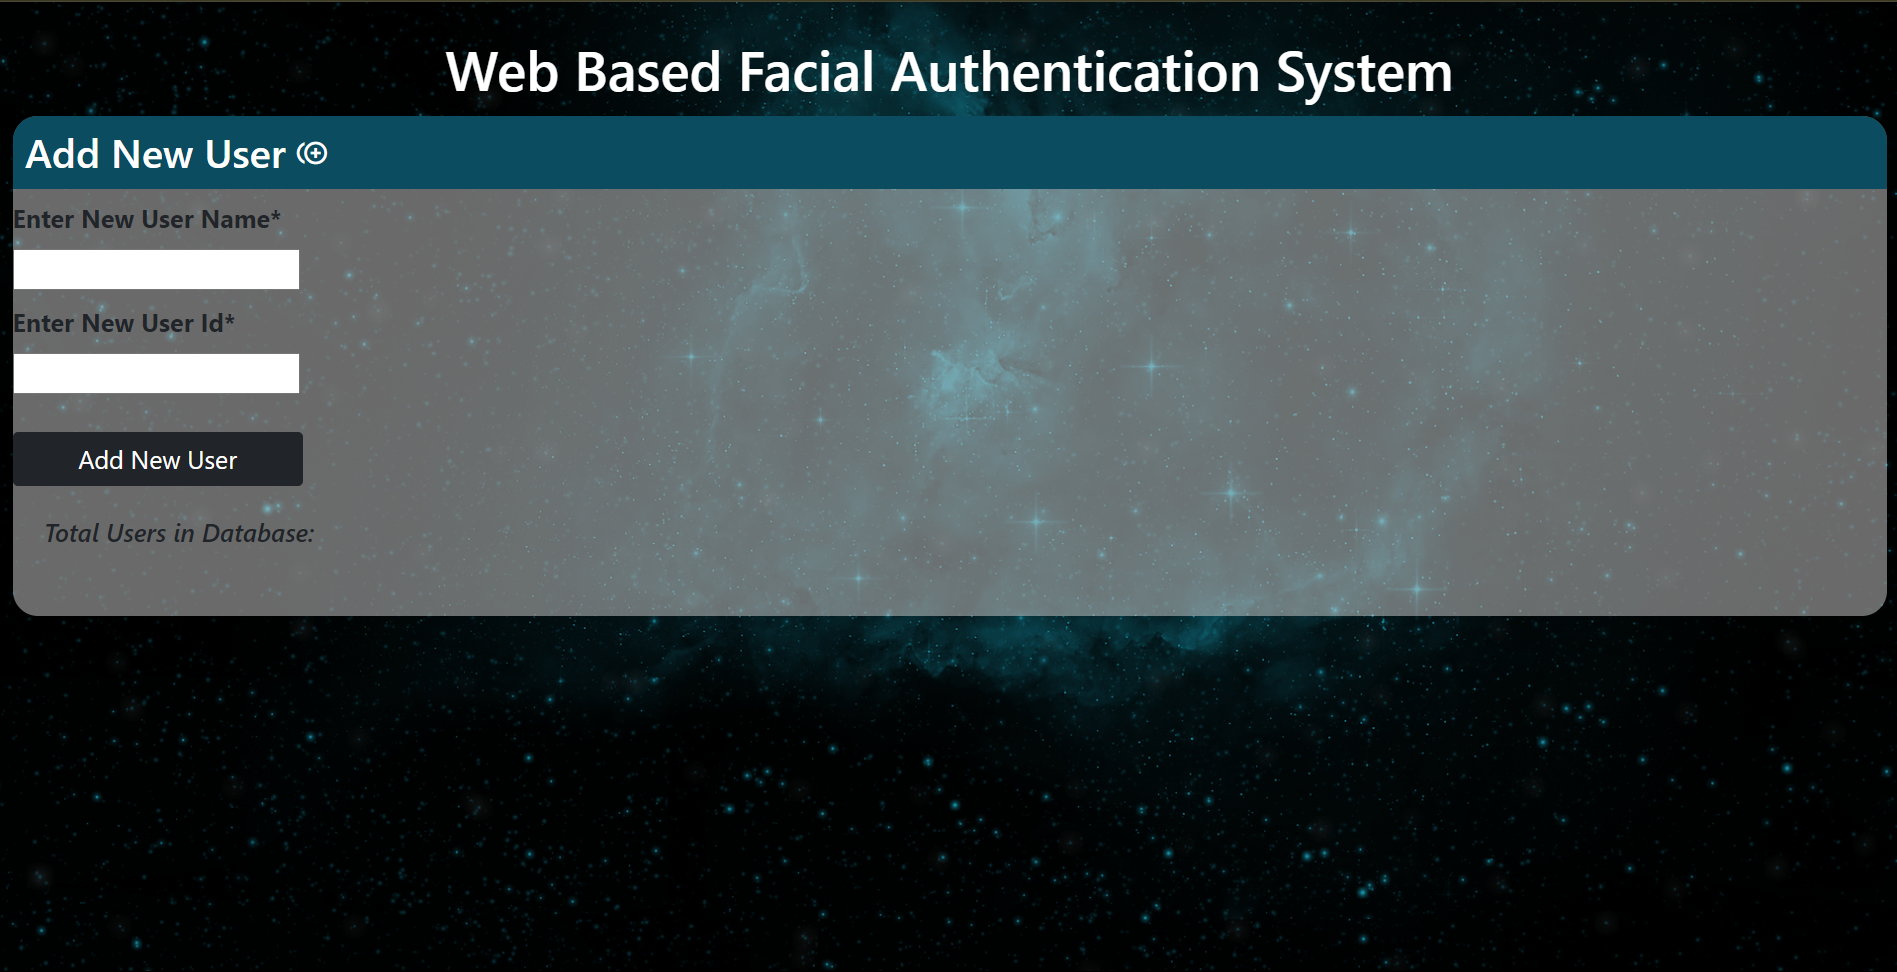 Web Based Facial Authentication System
Add New User
Enter New User Name*
Enter New User Id*
Add New User
Total Users in Database: